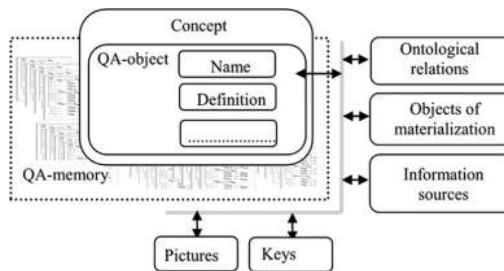 Concept
QA-object
Name
Definition
........................
QA-memory
Ontological
relations
Objects of
materialization
Information
sources
Pictures
Keys